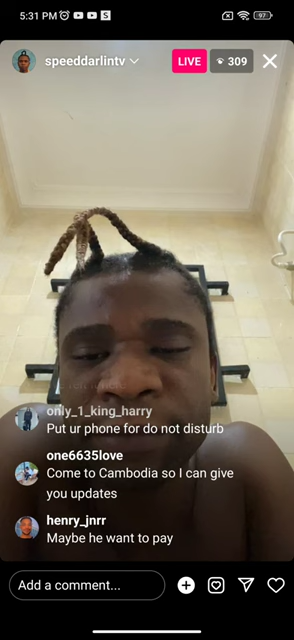 5:31 PM
S
97
speeddarlintv
LIVE
309
only_1_king_harry
Put ur phone for do not disturb
one6635love
Come to Cambodia so I can give
you updates
henry_jnrr
Maybe he want to pay
Add a comment...